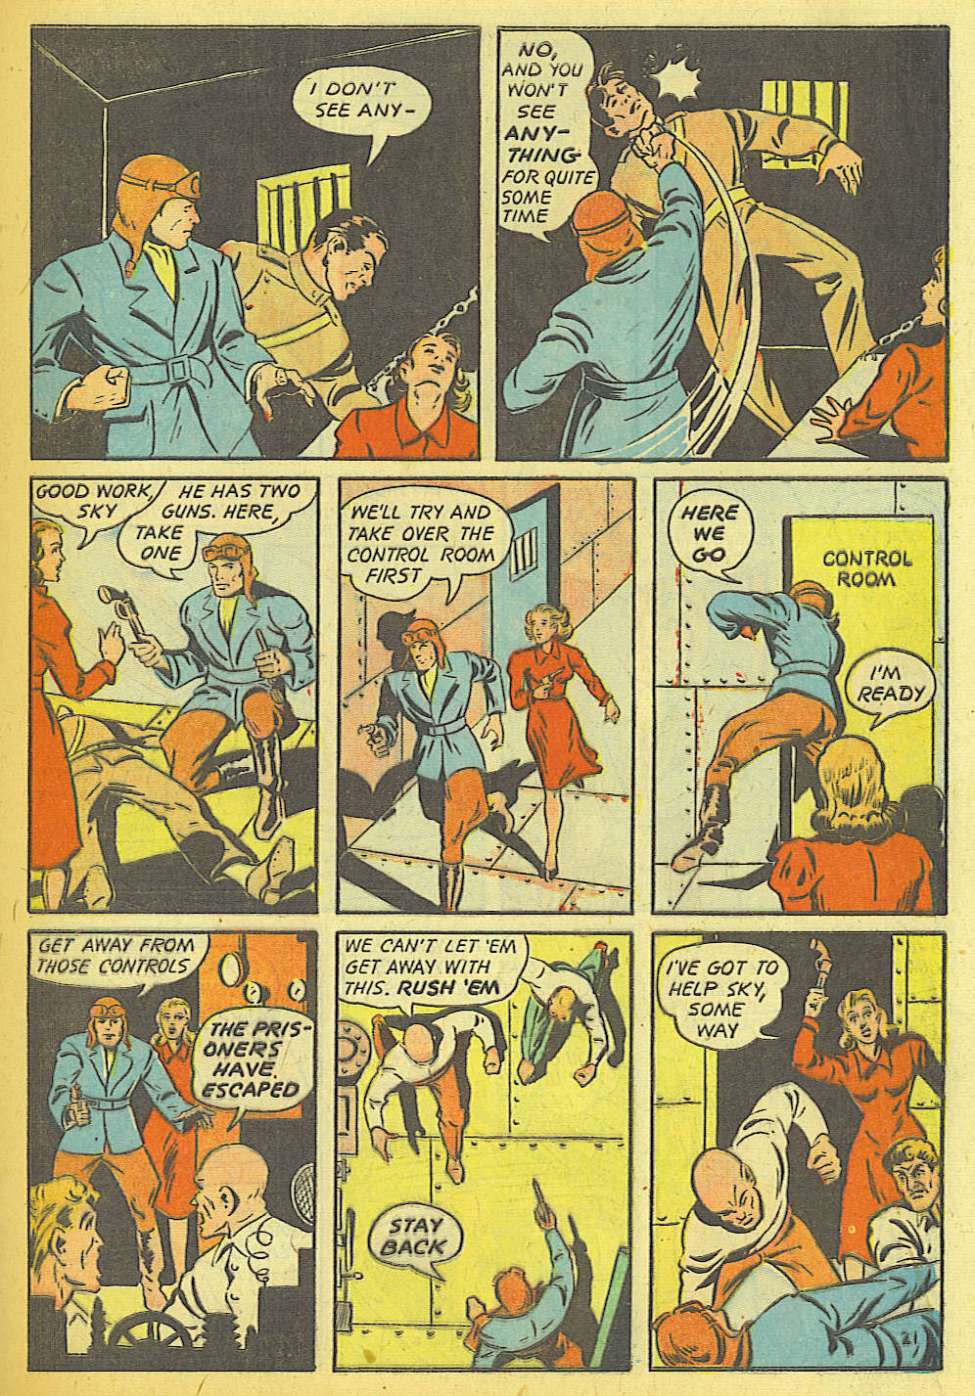 I DON'T
SEE ANY-
NO,
AND YOU
WON'T
SEE
ANY-
THING
FOR QUITE
SOME
TIME
GOOD WORK,
SKY
HE HAS TWO
GUNS. HERE,
TAKE
ONE
WE'LL TRY AND
TAKE OVER THE
CONTROL ROOM
FIRST
HERE
WE
GO
CONTROL
ROOM
I'M
READY
GET AWAY FROM
THOSE CONTROLS
THE PRIS-
ONERS
HAVE
ESCAPED
WE CAN'T LET 'EM
GET AWAY WITH
THIS. RUSH 'EM
STAY
BACK
I'VE GOT TO
HELP SKY,
SOME
WAY
21